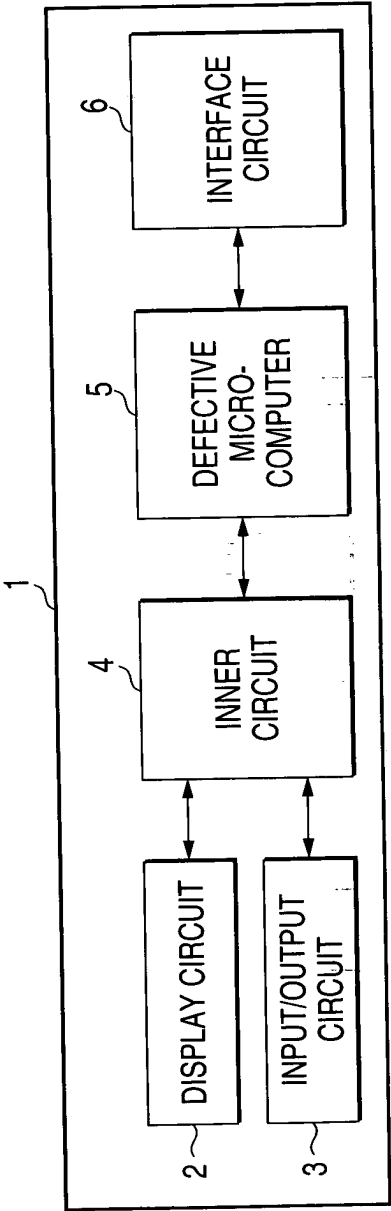 1
2
DISPLAY CIRCUIT
3
INPUT/OUTPUT
CIRCUIT
4
INNER
CIRCUIT
5
DEFECTIVE
MICRO-
COMPUTER
6
INTERFACE
CIRCUIT